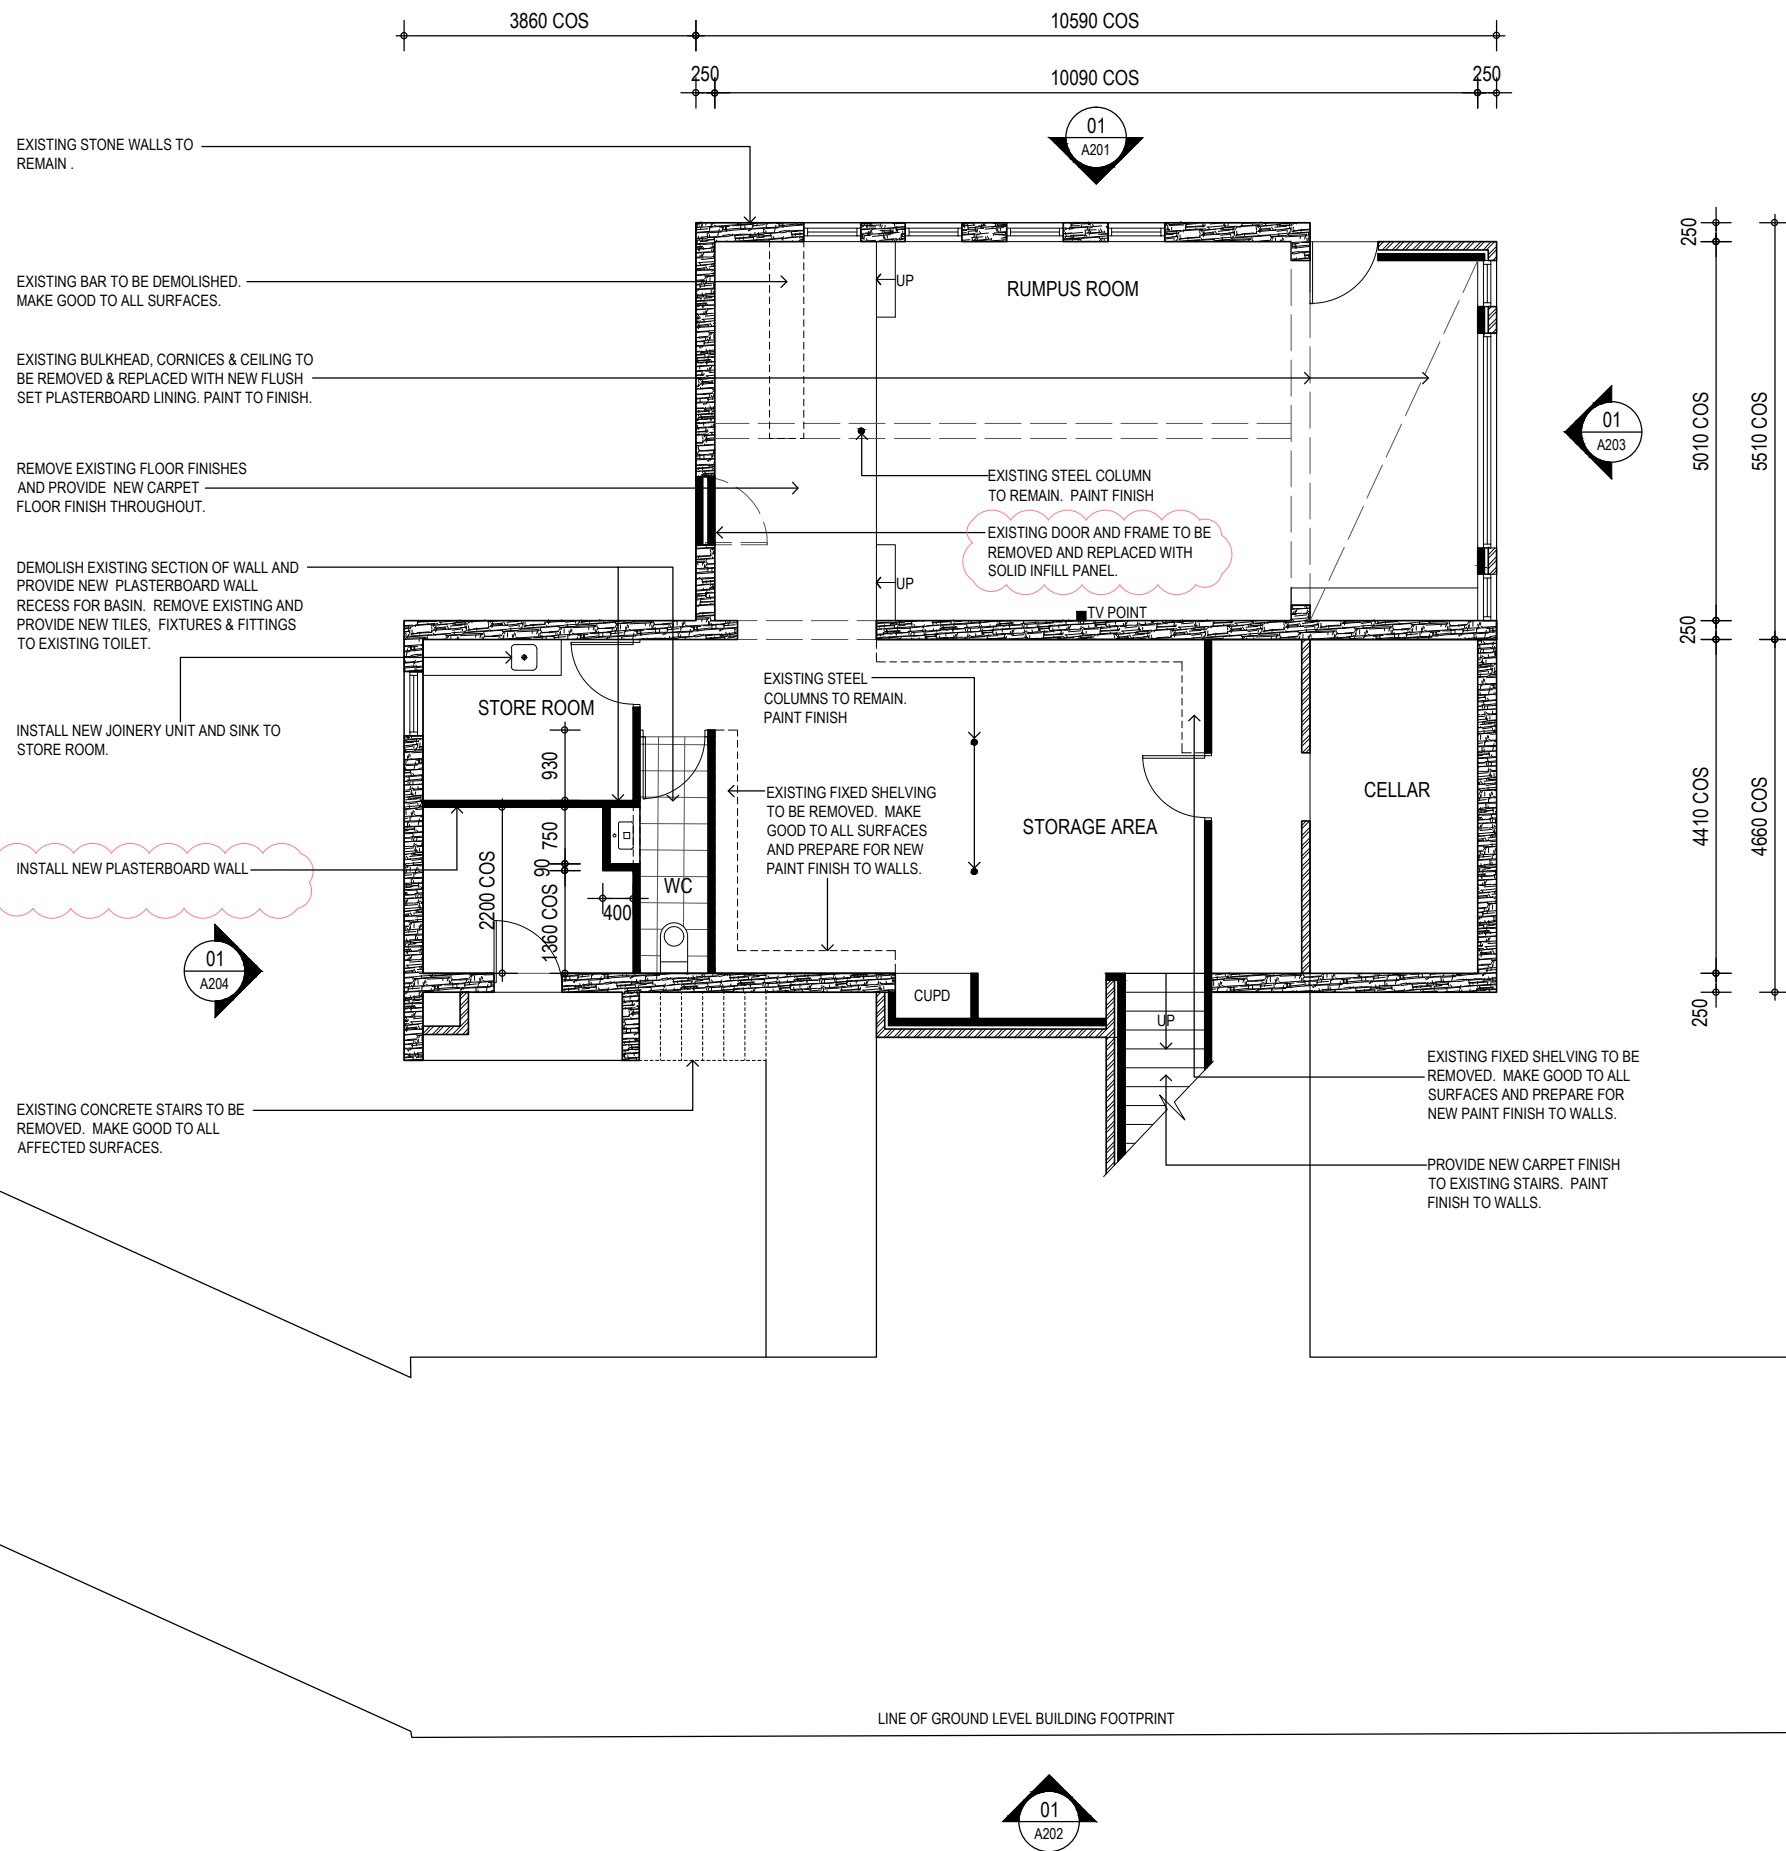 3860 COS
10590 COS
250
10090 COS
250
01
A201
EXISTING STONE WALLS TO
REMAIN .
EXISTING BAR TO BE DEMOLISHED.
MAKE GOOD TO ALL SURFACES.
EXISTING BULKHEAD, CORNICES & CEILING TO
BE REMOVED & REPLACED WITH NEW FLUSH
SET PLASTERBOARD LINING. PAINT TO FINISH.
REMOVE EXISTING FLOOR FINISHES
AND PROVIDE NEW CARPET
FLOOR FINISH THROUGHOUT.
DEMOLISH EXISTING SECTION OF WALL AND
PROVIDE NEW PLASTERBOARD WALL
RECESS FOR BASIN. REMOVE EXISTING AND
PROVIDE NEW TILES, FIXTURES & FITTINGS
TO EXISTING TOILET.
INSTALL NEW JOINERY UNIT AND SINK TO
STORE ROOM.
INSTALL NEW PLASTERBOARD WALL
01
A204
EXISTING CONCRETE STAIRS TO BE
REMOVED. MAKE GOOD TO ALL
AFFECTED SURFACES.
UP
RUMPUS ROOM
EXISTING STEEL COLUMN
TO REMAIN. PAINT FINISH
EXISTING DOOR AND FRAME TO BE
REMOVED AND REPLACED WITH
SOLID INFILL PANEL.
UP
TV POINT
STORE ROOM
EXISTING STEEL
COLUMNS TO REMAIN.
PAINT FINISH
EXISTING FIXED SHELVING
TO BE REMOVED. MAKE
GOOD TO ALL SURFACES
AND PREPARE FOR NEW
PAINT FINISH TO WALLS.
930
750
90
1360 COS
2200 COS
400
WC
STORAGE AREA
CELLAR
CUPD
UP
01
A203
250
5010 COS
5510 COS
250
4410 COS
4660 COS
250
EXISTING FIXED SHELVING TO BE
REMOVED. MAKE GOOD TO ALL
SURFACES AND PREPARE FOR
NEW PAINT FINISH TO WALLS.
PROVIDE NEW CARPET FINISH
TO EXISTING STAIRS. PAINT
FINISH TO WALLS.
LINE OF GROUND LEVEL BUILDING FOOTPRINT
01
A202